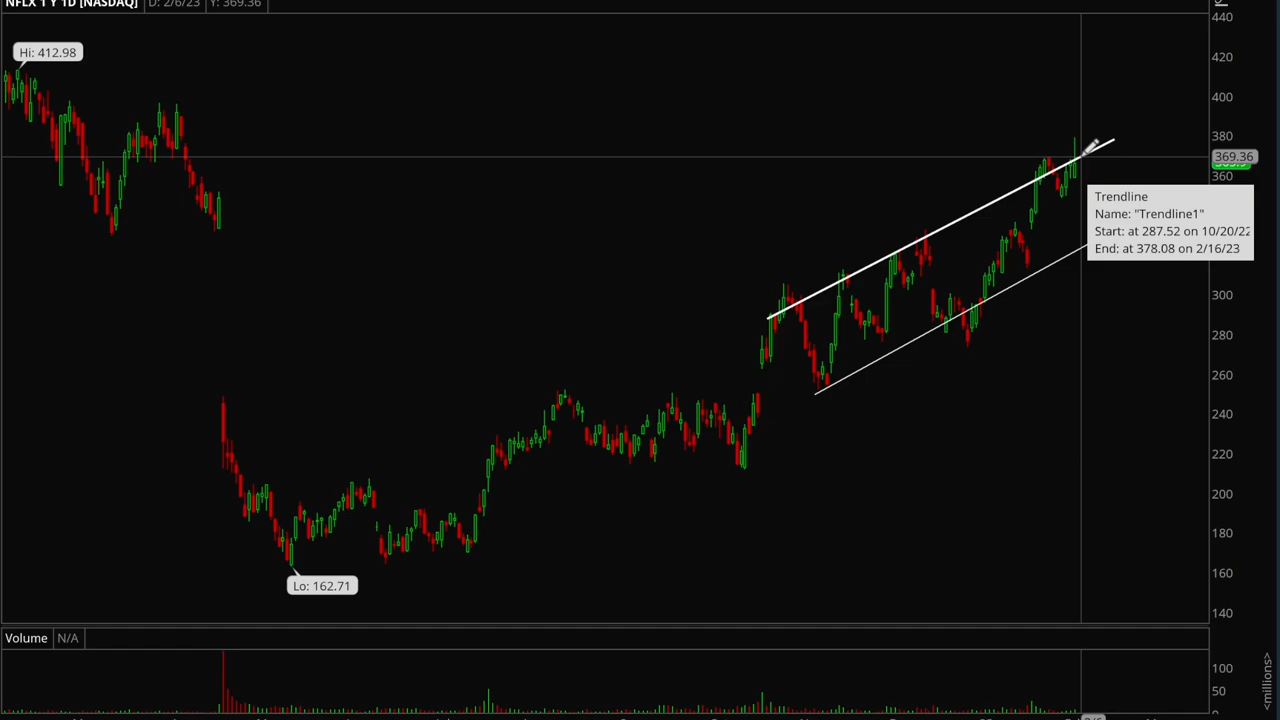 NFLX 1 Y 1D [NASDAQ] D: 2/6/23 Y: 369.36
440
Hi: 412.98
420
400
380
369.36
360
Trendline
Name: "Trendline1"
Start: at 287.52 on 10/20/22
End: at 378.08 on 2/16/23
300
280
260
240
220
200
180
Lo: 162.71
160
140
Volume N/A
100
50
0
<millions>